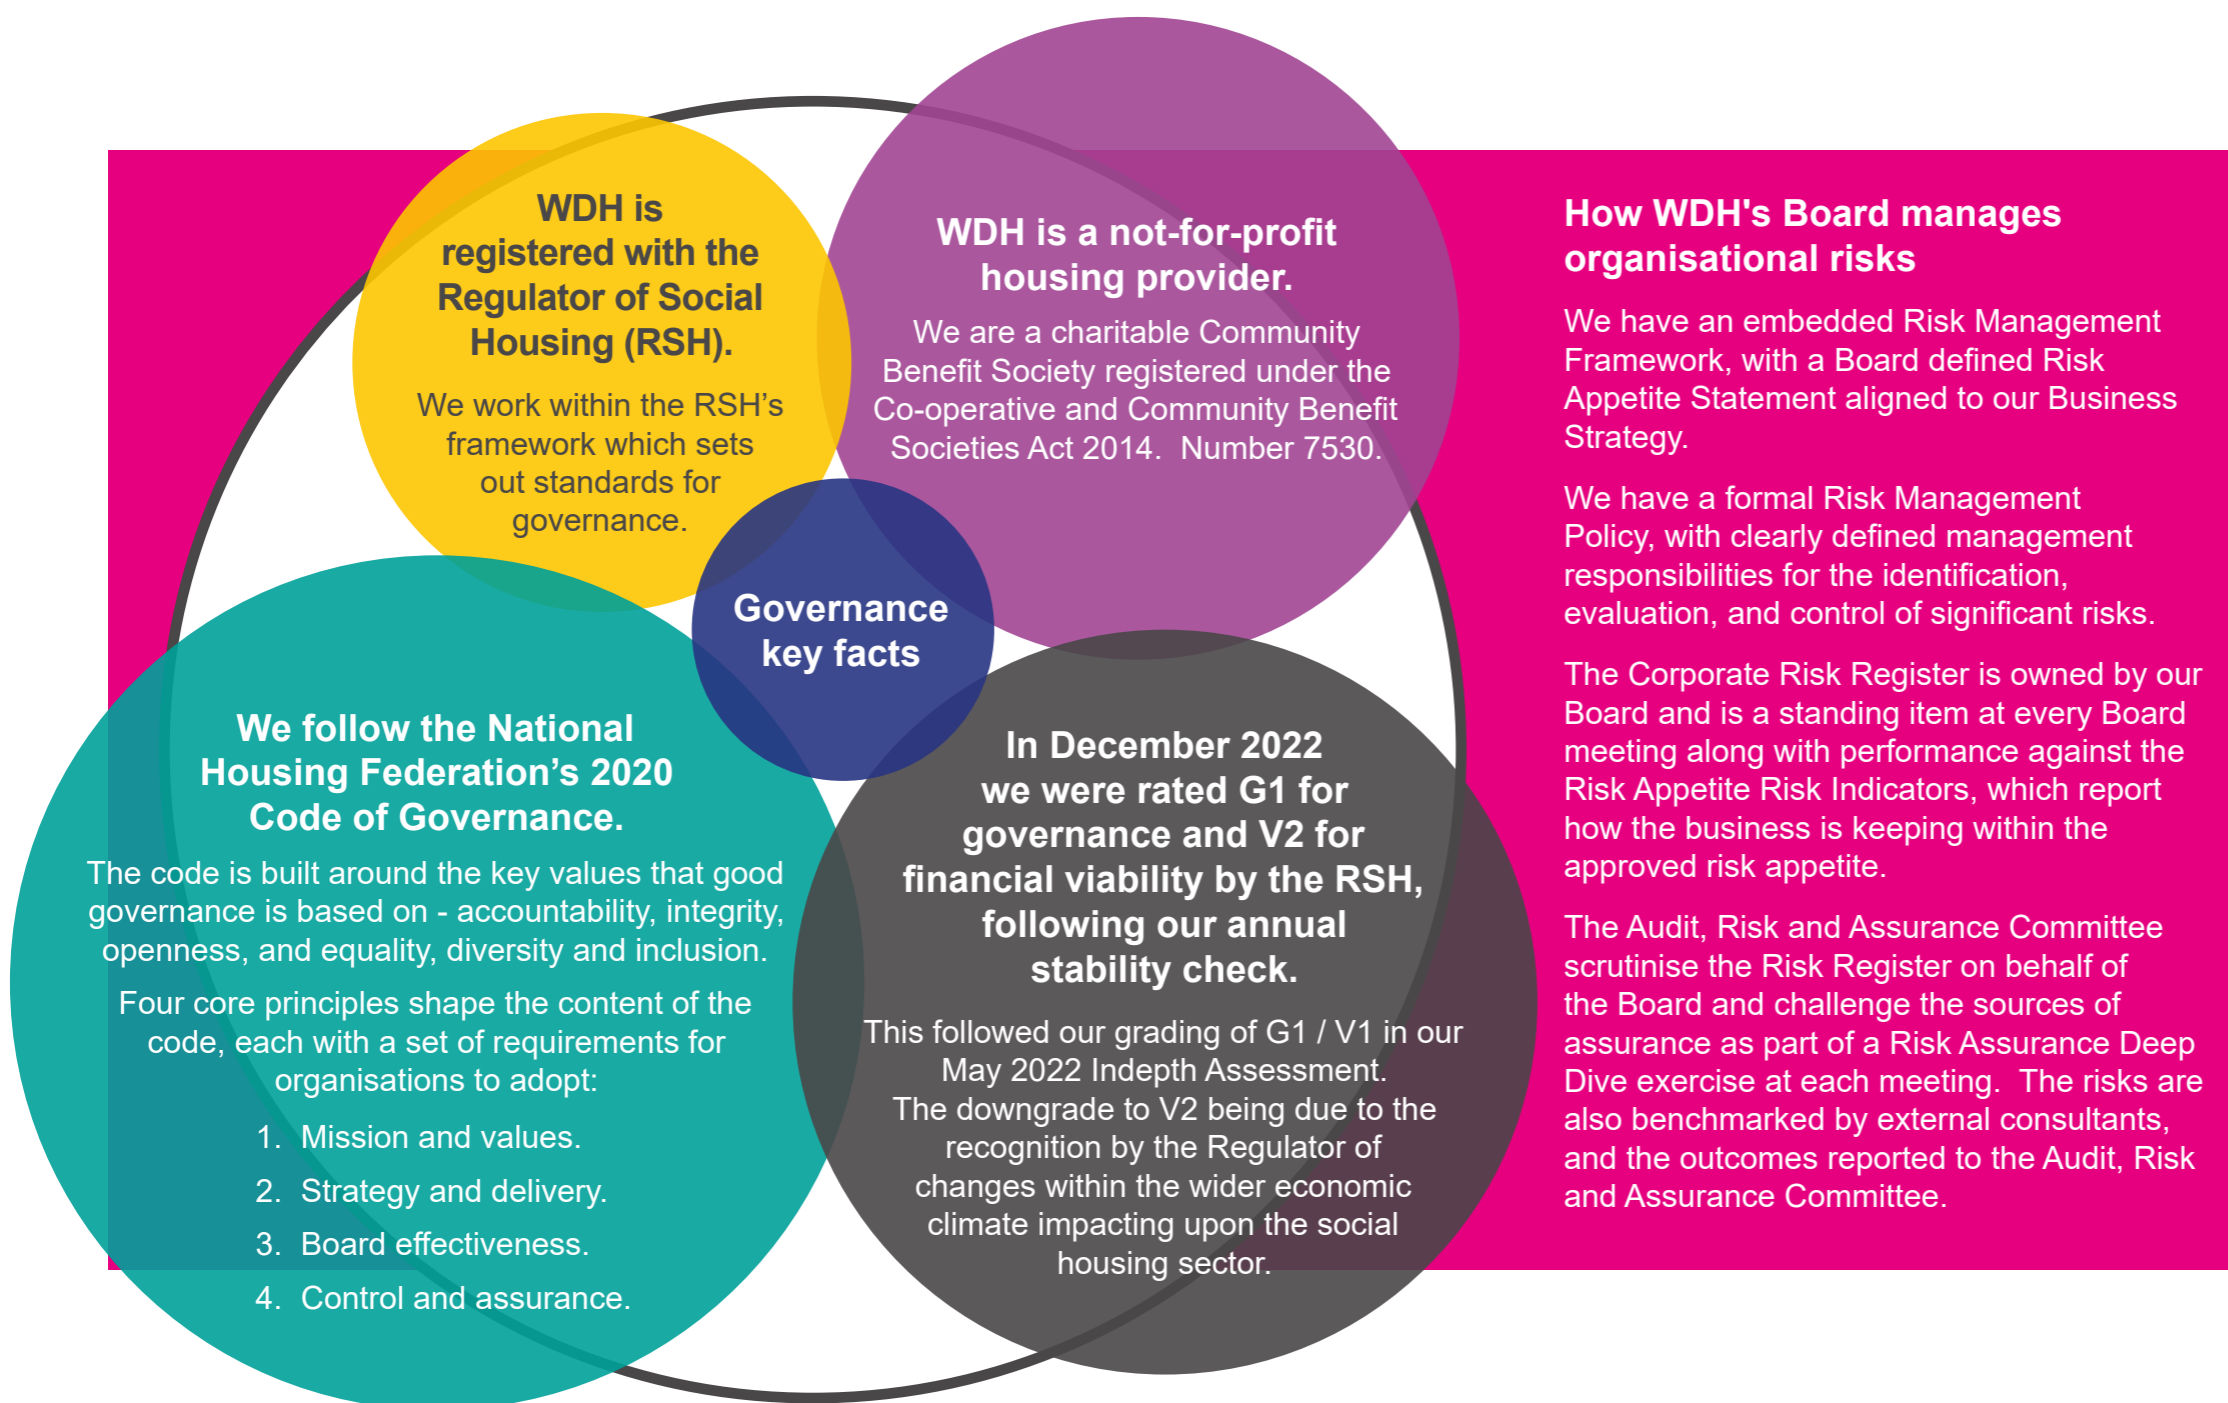 WDH is
registered with the
Regulator of Social
Housing (RSH).
We work within the RSH’s
framework which sets
out standards for
governance.
WDH is a not-for-profit
housing provider.
We are a charitable Community
Benefit Society registered under the
Co-operative and Community Benefit
Societies Act 2014.  Number 7530.
Governance
key facts
We follow the National
Housing Federation’s 2020
Code of Governance.
The code is built around the key values that good
governance is based on - accountability, integrity,
openness, and equality, diversity and inclusion.
Four core principles shape the content of the
code, each with a set of requirements for
organisations to adopt:
1. Mission and values.
2. Strategy and delivery.
3. Board effectiveness.
4. Control and assurance.
In December 2022
we were rated G1 for
governance and V2 for
financial viability by the RSH,
following our annual
stability check.
This followed our grading of G1 / V1 in our
May 2022 Indepth Assessment.
The downgrade to V2 being due to the
recognition by the Regulator of
changes within the wider economic
climate impacting upon the social
housing sector.
How WDH's Board manages
organisational risks
We have an embedded Risk Management
Framework, with a Board defined Risk
Appetite Statement aligned to our Business
Strategy.
We have a formal Risk Management
Policy, with clearly defined management
responsibilities for the identification,
evaluation, and control of significant risks.
The Corporate Risk Register is owned by our
Board and is a standing item at every Board
meeting along with performance against the
Risk Appetite Risk Indicators, which report
how the business is keeping within the
approved risk appetite.
The Audit, Risk and Assurance Committee
scrutinise the Risk Register on behalf of
the Board and challenge the sources of
assurance as part of a Risk Assurance Deep
Dive exercise at each meeting.  The risks are
also benchmarked by external consultants,
and the outcomes reported to the Audit, Risk
and Assurance Committee.